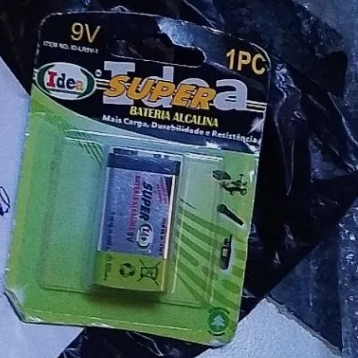 9V
1PC
Idea
Idea
SUPER
BATERIA ALCALINA
Mais Carga, Durabilidade e Resistência
SUPER